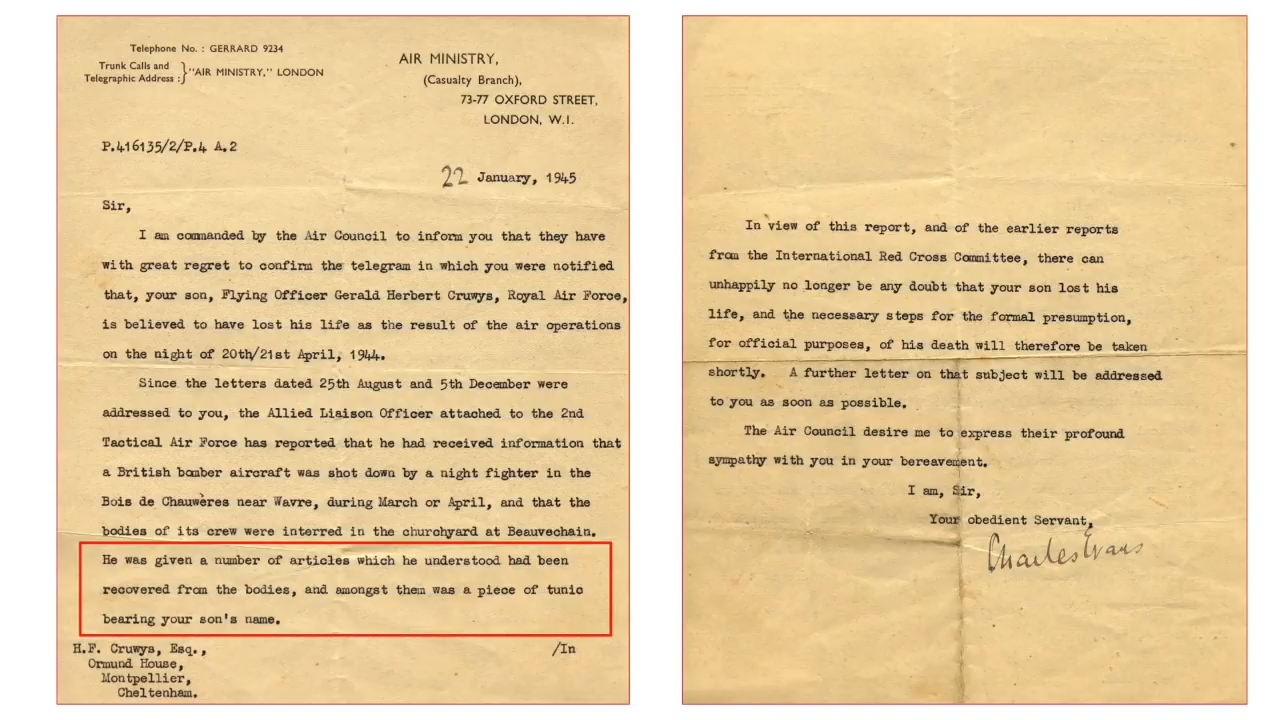 Telephone No. : GERRARD 9234
Trunk Calls and
Telegraphic Address : } "AIR MINISTRY," LONDON
AIR MINISTRY,
(Casualty Branch),
73-77 OXFORD STREET,
LONDON, W.1.
P.416135/2/P.4 A.2
22 January, 1945
Sir,
I am commanded by the Air Council to inform you that they have
with great regret to confirm the telegram in which you were notified
that, your son, Flying Officer Gerald Herbert Cruwys, Royal Air Force,
is believed to have lost his life as the result of the air operations
on the night of 20th/21st April, 1944.
Since the letters dated 25th August and 5th December were
addressed to you, the Allied Liaison Officer attached to the 2nd
Tactical Air Force has reported that he had received information that
a British bomber aircraft was shot down by a night fighter in the
Bois de Chauwères near Wavre, during March or April, and that the
bodies of its crew were interred in the churchyard at Beauvechain.
He was given a number of articles which he understood had been
recovered from the bodies, and amongst them was a piece of tunic
bearing your son's name.
H.F. Cruwys, Esq.,
Ormund House,
Montpellier,
Cheltenham.
/In
In view of this report, and of the earlier reports
from the International Red Cross Committee, there can
unhappily no longer be any doubt that your son lost his
life, and the necessary steps for the formal presumption,
for official purposes, of his death will therefore be taken
shortly. A further letter on that subject will be addressed
to you as soon as possible.
The Air Council desire me to express their profound
sympathy with you in your bereavement.
I am, Sir,
Your obedient Servant,
Charles Evans